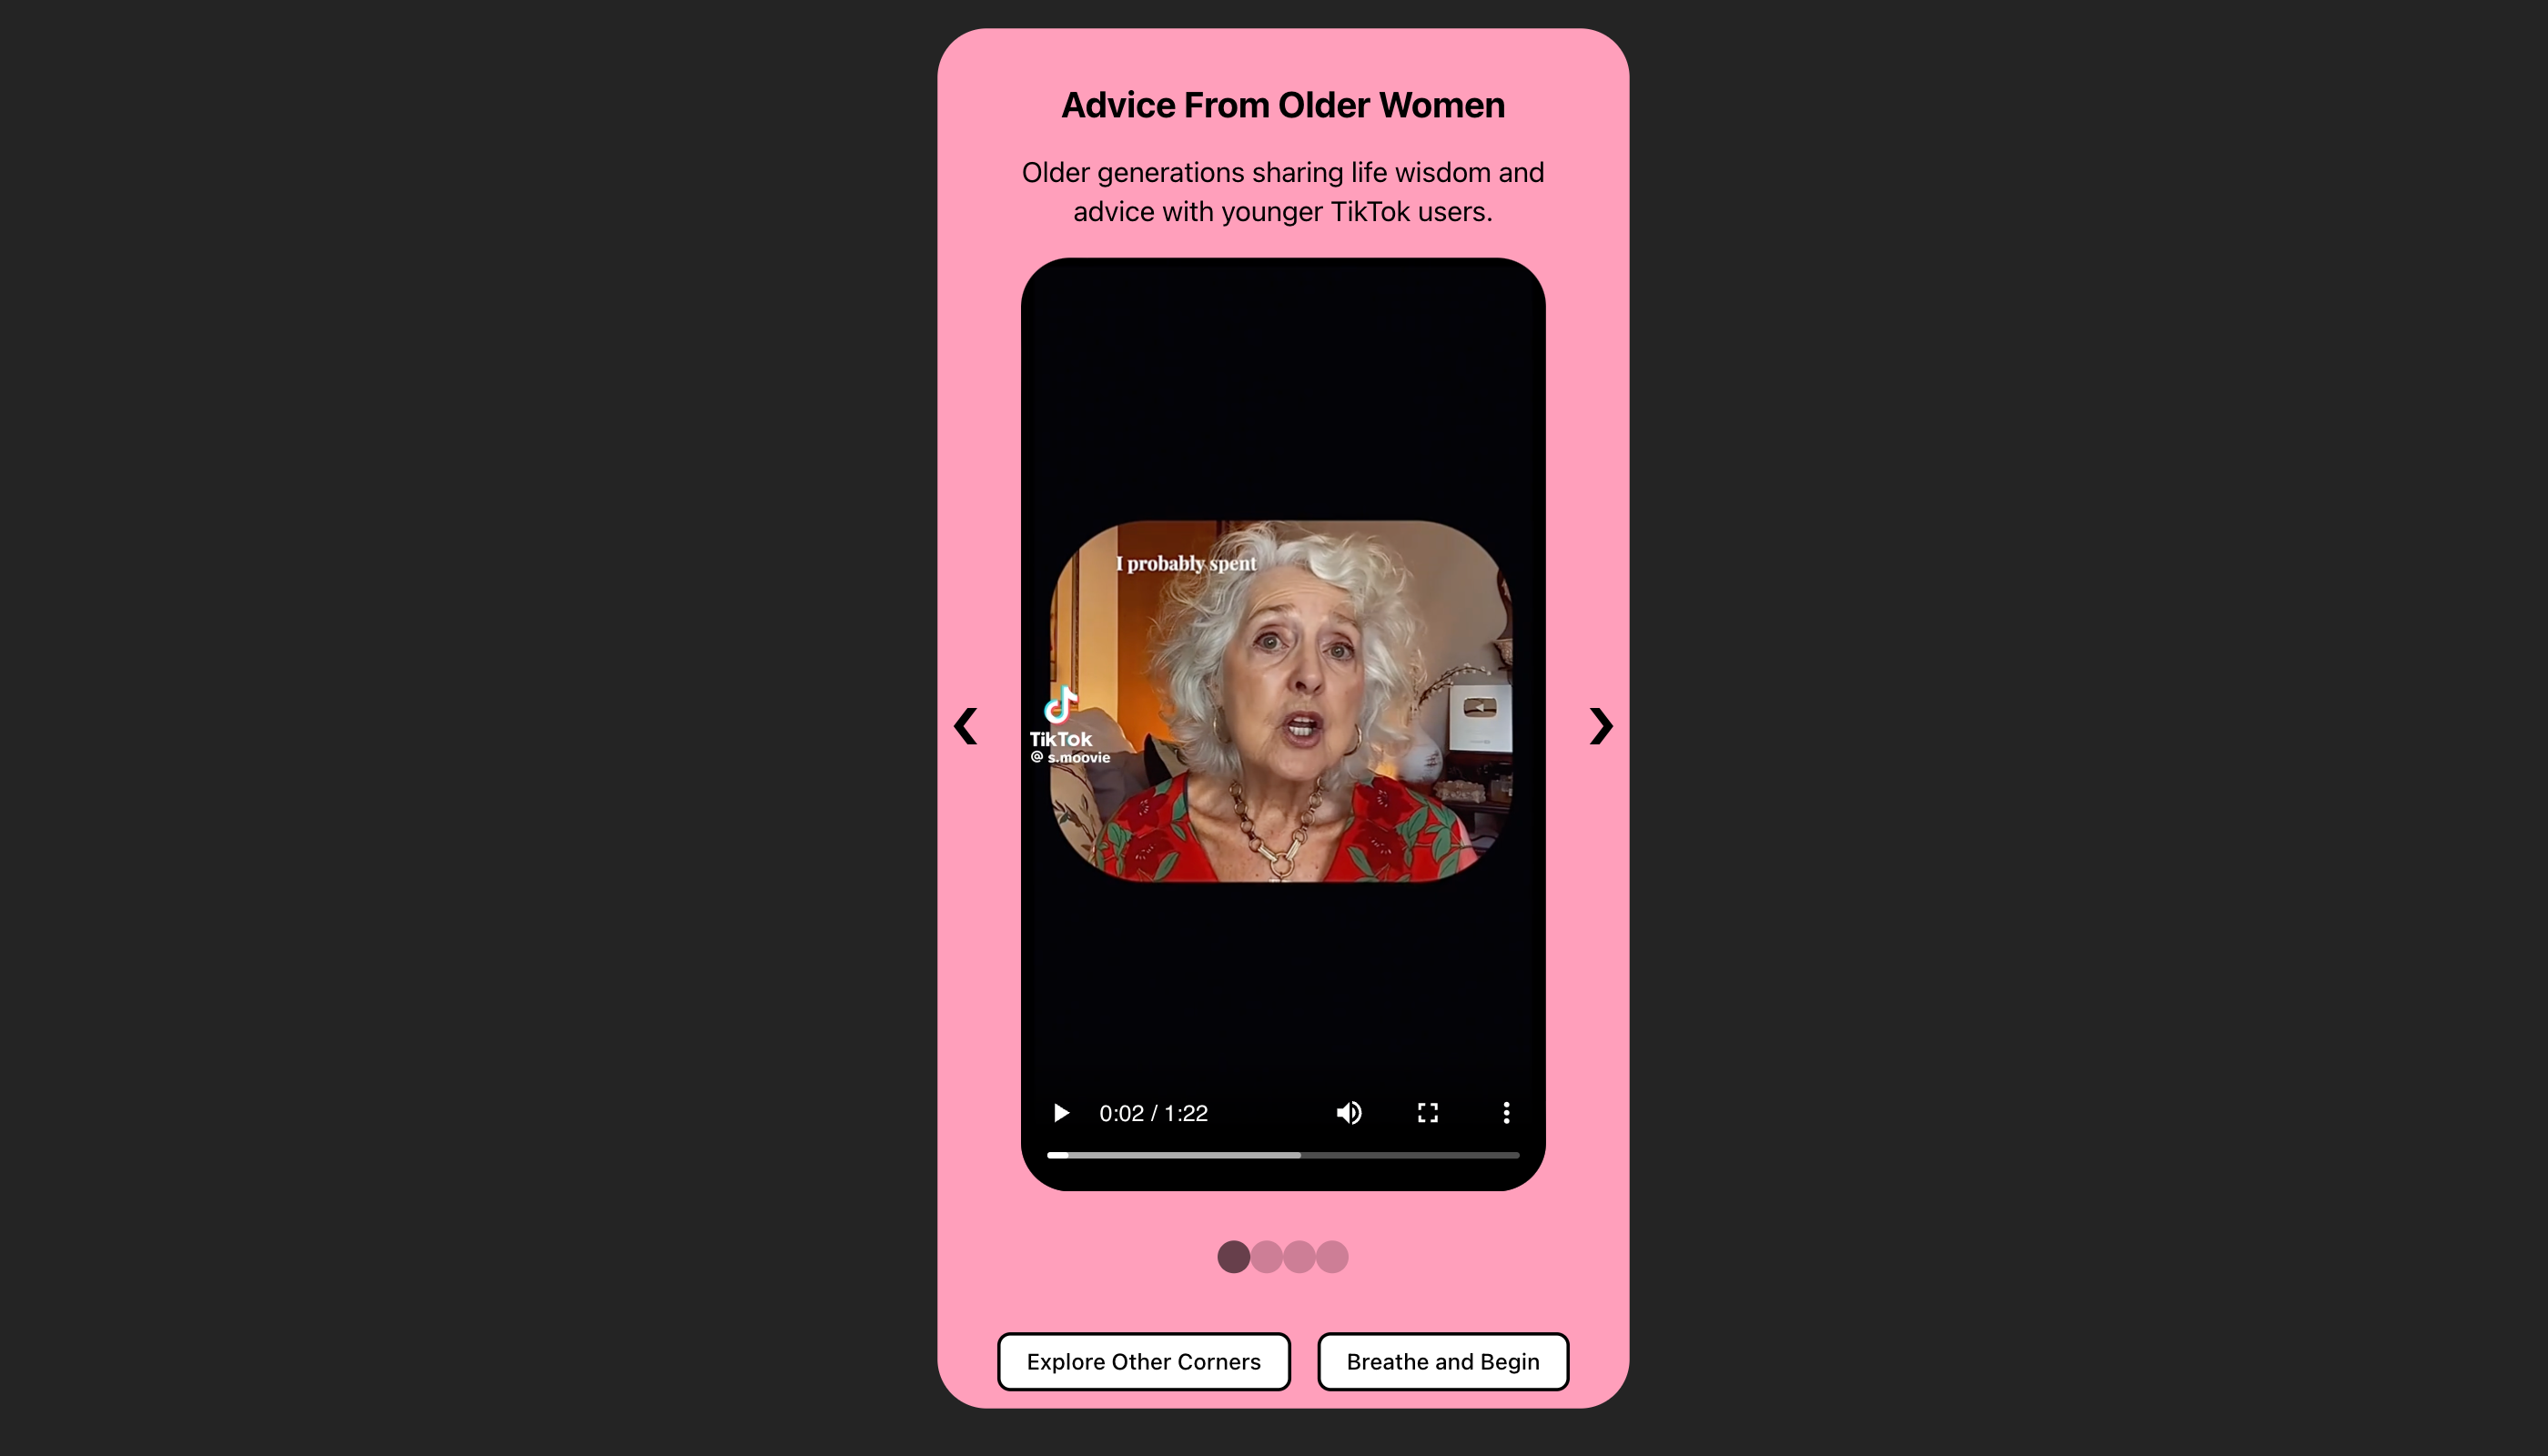 Advice From Older Women
Older generations sharing life wisdom and
advice with younger TikTok users.
I probably spent
TikTok
@ s.moovie
0:02 / 1:22
Explore Other Corners
Breathe and Begin